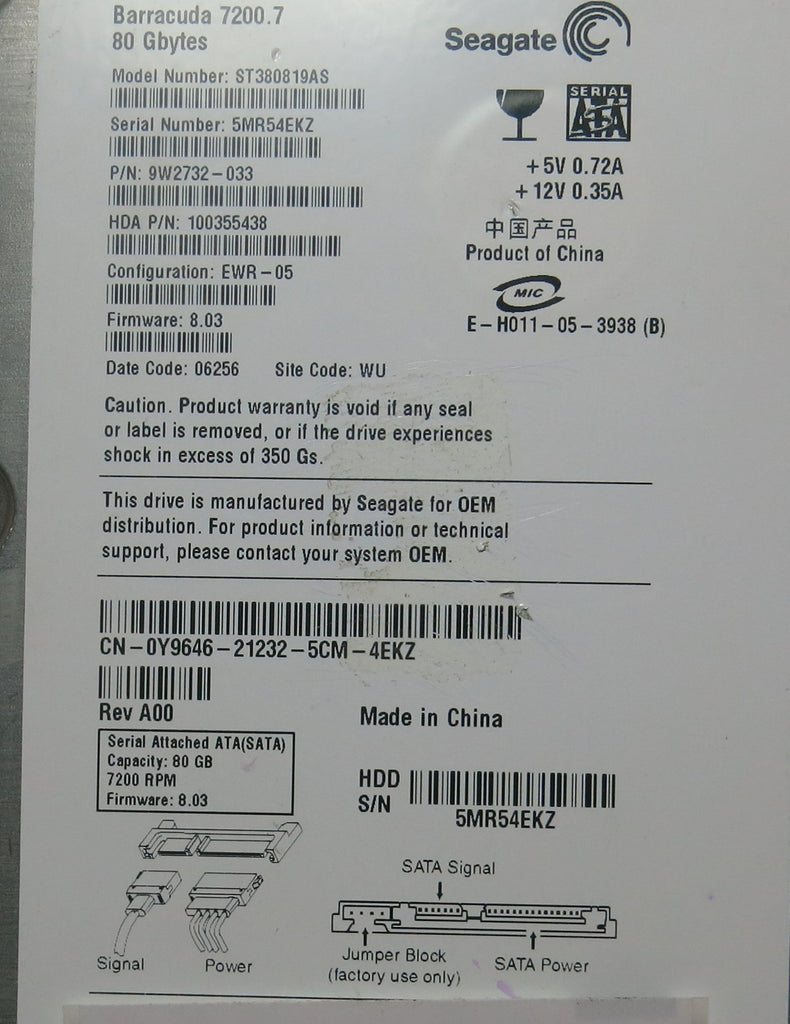 Barracuda 7200.7
80 Gbytes
Seagate
Model Number: ST380819AS
Serial Number: 5MR54EKZ
P/N: 9W2732-033
HDA P/N: 100355438
Configuration: EWR-05
Firmware: 8.03
Date Code: 06256 Site Code: WU
SERIAL
ATA
+5V 0.72A
+12V 0.35A
中国产品
Product of China
MIC
E-H011-05-3938 (B)
Caution. Product warranty is void if any seal
or label is removed, or if the drive experiences
shock in excess of 350 Gs.
This drive is manufactured by Seagate for OEM
distribution. For product information or technical
support, please contact your system OEM.
CN-0Y9646-21232-5CM-4EKZ
Rev A00
Made in China
Serial Attached ATA(SATA)
Capacity: 80 GB
7200 RPM
Firmware: 8.03
HDD
S/N
5MR54EKZ
Signal
Power
SATA Signal
Jumper Block
(factory use only)
SATA Power